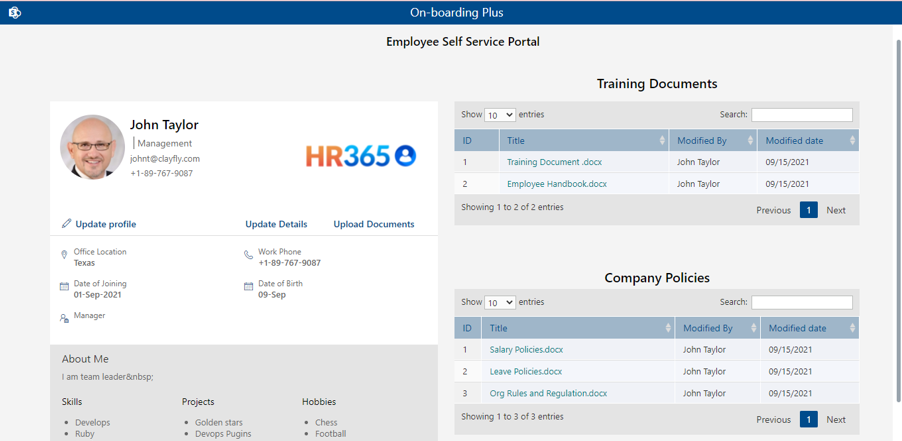 On-boarding Plus
Employee Self Service Portal
John Taylor
Management
johnt@clayfly.com
+1-89-767-9087
HR365
Update profile
Update Details
Upload Documents
Office Location
Texas
Work Phone
+1-89-767-9087
Date of Joining
01-Sep-2021
Date of Birth
09-Sep
Manager
About Me
I am team leader&nbsp;
Skills
Develops
Ruby
Projects
Golden stars
Devops Pugins
Hobbies
Chess
Football
Training Documents
Show 10 entries Search:
ID Title Modified By Modified date
1 Training Document .docx John Taylor 09/15/2021
2 Employee Handbook.docx John Taylor 09/15/2021
Showing 1 to 2 of 2 entries
Previous 1 Next
Company Policies
Show 10 entries Search:
ID Title Modified By Modified date
1 Salary Policies.docx John Taylor 09/15/2021
2 Leave Policies.docx John Taylor 09/15/2021
3 Org Rules and Regulation.docx John Taylor 09/15/2021
Showing 1 to 3 of 3 entries
Previous 1 Next